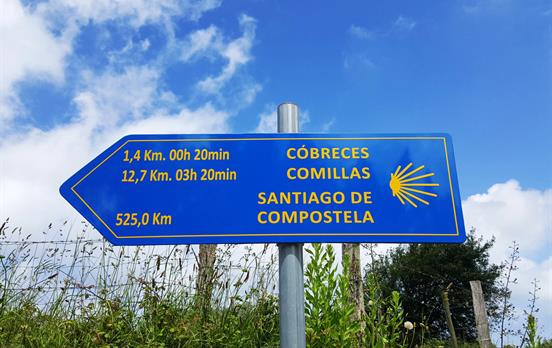 1,4 Km. 00h 20min CÓBRECES
12,7 Km. 03h 20min COMILLAS
525,0 Km SANTIAGO DE
COMPOSTELA